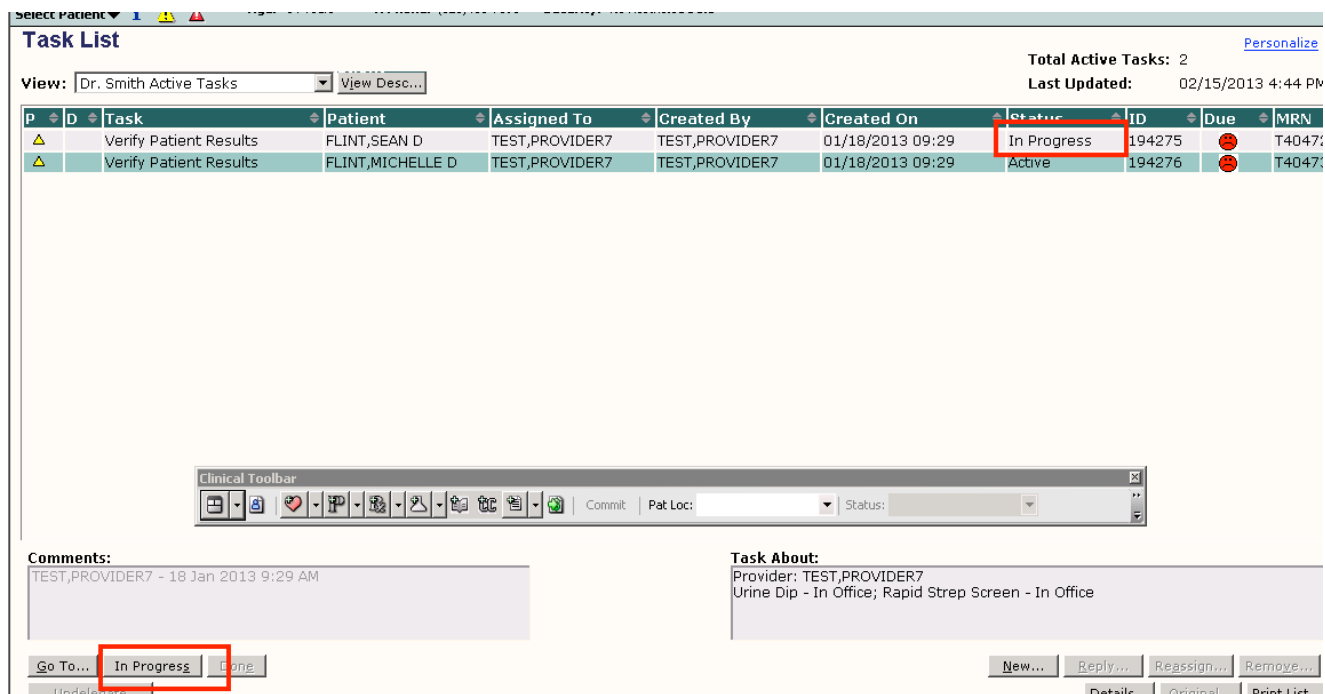 Select Patient
Task List
Personalize
Total Active Tasks: 2
View: Dr. Smith Active Tasks View Desc...
Last Updated: 02/15/2013 4:44 PM
P D Task Patient Assigned To Created By Created On Status ID Due MRN
Verify Patient Results FLINT,SEAN D TEST,PROVIDER7 TEST,PROVIDER7 01/18/2013 09:29 In Progress 194275 T40472
Verify Patient Results FLINT,MICHELLE D TEST,PROVIDER7 TEST,PROVIDER7 01/18/2013 09:29 Active 194276 T40473
Clinical Toolbar
Commit Pat Loc: Status:
Comments:
TEST,PROVIDER7 - 18 Jan 2013 9:29 AM
Task About:
Provider: TEST,PROVIDER7
Urine Dip - In Office; Rapid Strep Screen - In Office
Go To... In Progress Done New... Reply... Reassign... Remove...
Undelegate Details Original Print List